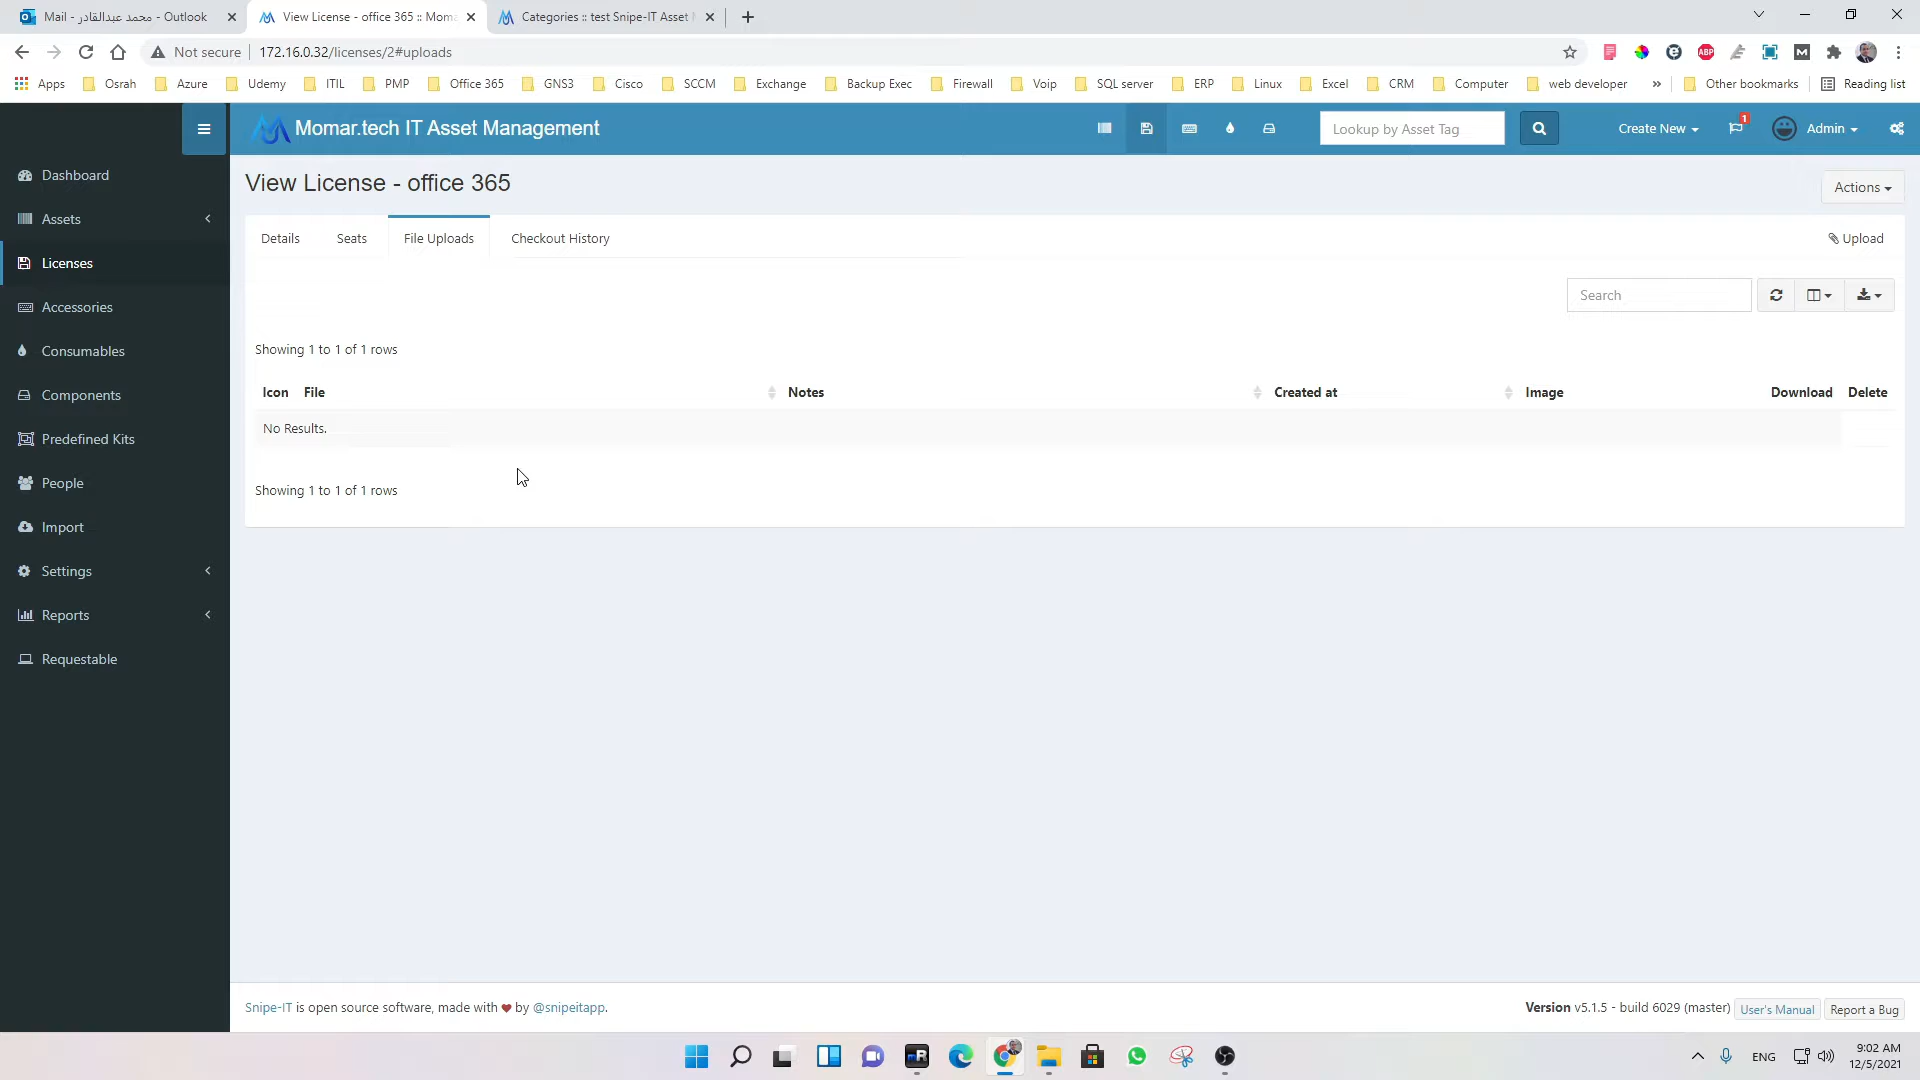 Mail - محمد عبدالقادر - Outlook
View License - office 365 :: Moma
Categories :: test Snipe-IT Asset
Not secure
172.16.0.32/licenses/2#uploads
Apps
Osrah
Azure
Udemy
ITIL
PMP
Office 365
GNS3
Cisco
SCCM
Exchange
Backup Exec
Firewall
Voip
SQL server
ERP
Linux
Excel
CRM
Computer
web developer
»
Other bookmarks
Reading list
Momar.tech IT Asset Management
Lookup by Asset Tag
Create New
1
Admin
Dashboard
Assets
Licenses
Accessories
Consumables
Components
Predefined Kits
People
Import
Settings
Reports
Requestable
View License - office 365
Actions
Details
Seats
File Uploads
Checkout History
Upload
Search
Showing 1 to 1 of 1 rows
Icon
File
Notes
Created at
Image
Download
Delete
No Results.
Showing 1 to 1 of 1 rows
Snipe-IT is open source software, made with ♥ by @snipeitapp.
Version v5.1.5 - build 6029 (master)
User's Manual
Report a Bug
ENG
9:02 AM
12/5/2021